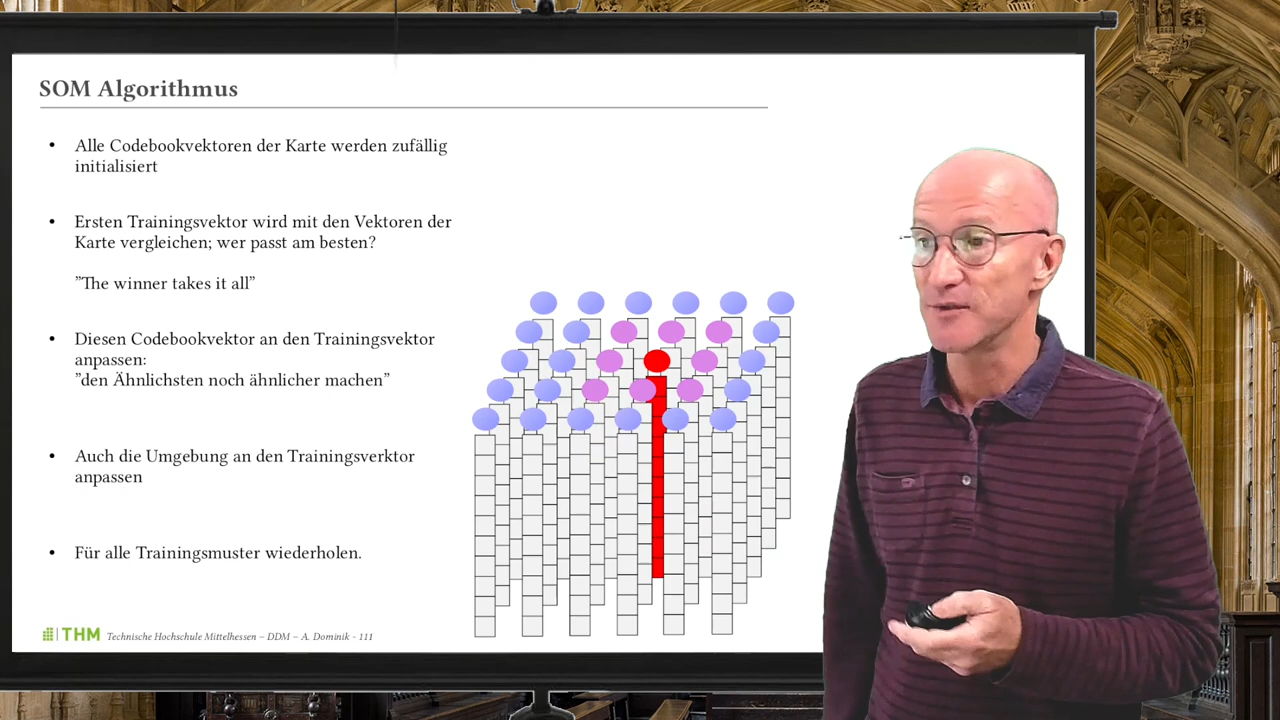 SOM Algorithmus
• Alle Codebookvektoren der Karte werden zufällig
initialisiert
• Ersten Trainingsvektor wird mit den Vektoren der
Karte vergleichen; wer passt am besten?
”The winner takes it all”
• Diesen Codebookvektor an den Trainingsvektor
anpassen:
”den Ähnlichsten noch ähnlicher machen”
• Auch die Umgebung an den Trainingsverktor
anpassen
• Für alle Trainingsmuster wiederholen.
THM Technische Hochschule Mittelhessen – DDM – A. Dominik - 111